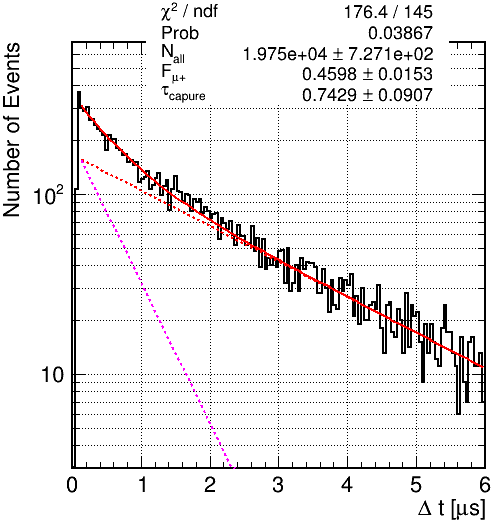 χ² / ndf 176.4 / 145
Prob 0.03867
N_all 1.975e+04 ± 7.271e+02
F_μ+ 0.4598 ± 0.0153
τ_capure 0.7429 ± 0.0907
Number of Events
10²
10
0 1 2 3 4 5 6
Δ t [μs]